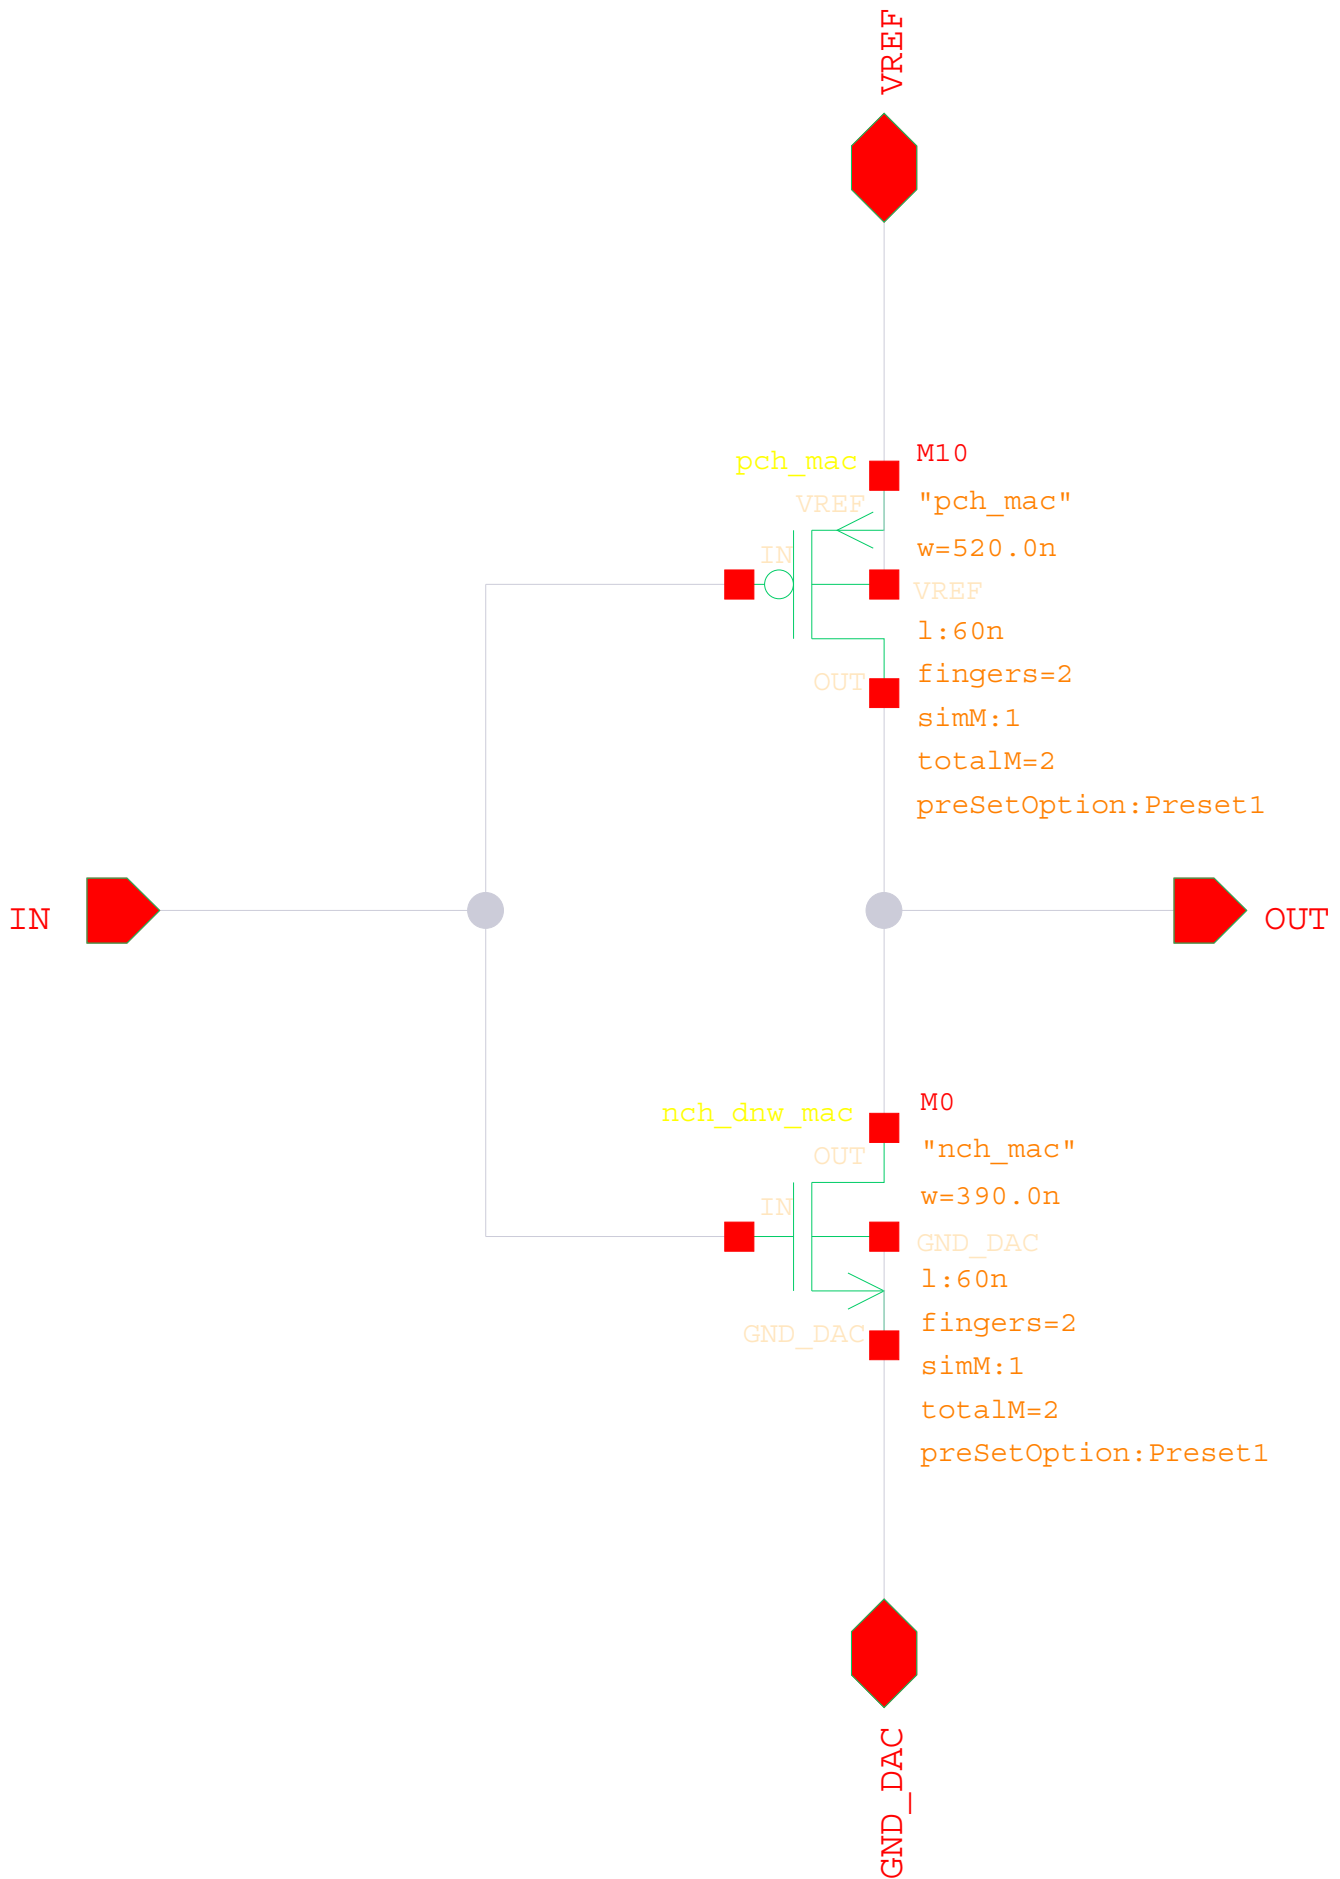 VREF
pch_mac
M10
VREF
"pch_mac"
IN
w=520.0n
VREF
l:60n
fingers=2
OUT
simM:1
totalM=2
preSetOption:Preset1
IN
OUT
nch_dnw_mac
M0
OUT
"nch_mac"
IN
w=390.0n
GND_DAC
l:60n
fingers=2
GND_DAC
simM:1
totalM=2
preSetOption:Preset1
GND_DAC